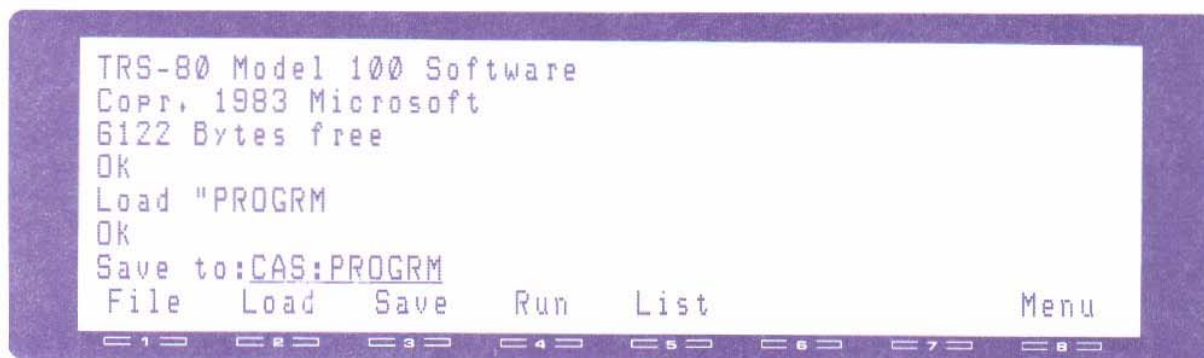 TRS-80 Model 100 Software
Copr. 1983 Microsoft
6122 Bytes free
OK
Load "PROGRM
OK
Save to:CAS:PROGRM
File Load Save Run List Menu
1 2 3 4 5 6 7 8